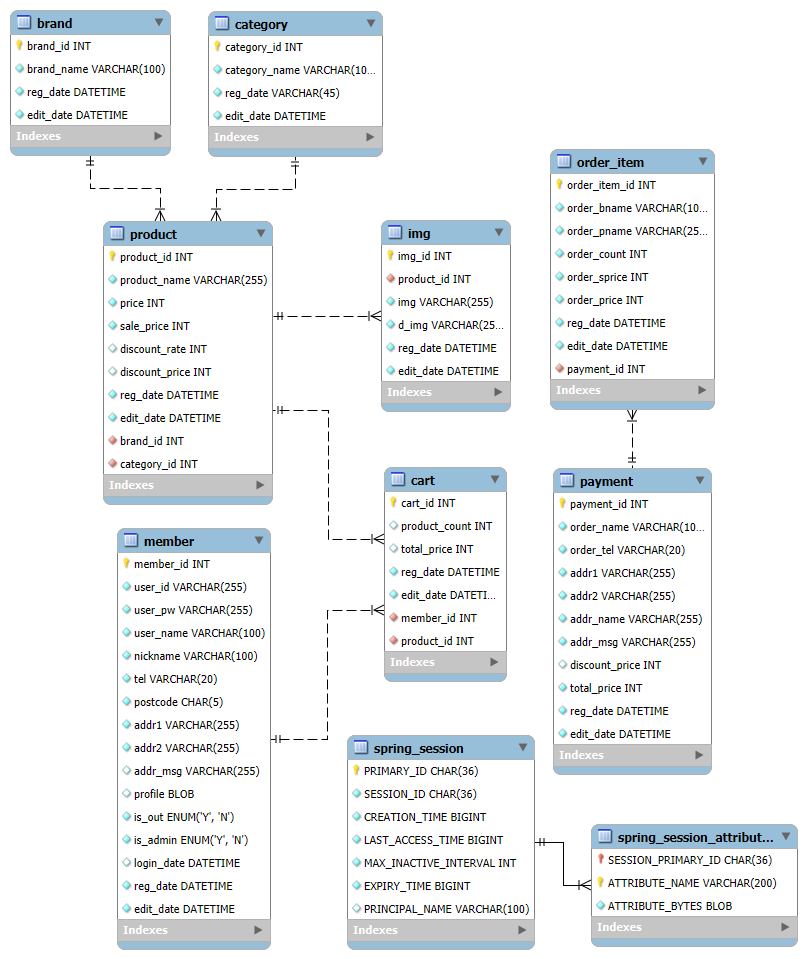 brand
brand_id INT
brand_name VARCHAR(100)
reg_date DATETIME
edit_date DATETIME
Indexes
category
category_id INT
category_name VARCHAR(10...
reg_date VARCHAR(45)
edit_date DATETIME
Indexes
product
product_id INT
product_name VARCHAR(255)
price INT
sale_price INT
discount_rate INT
discount_price INT
reg_date DATETIME
edit_date DATETIME
brand_id INT
category_id INT
Indexes
img
img_id INT
product_id INT
img VARCHAR(255)
d_img VARCHAR(25...
reg_date DATETIME
edit_date DATETIME
Indexes
order_item
order_item_id INT
order_bname VARCHAR(10...
order_pname VARCHAR(25...
order_count INT
order_sprice INT
order_price INT
reg_date DATETIME
edit_date DATETIME
payment_id INT
Indexes
cart
cart_id INT
product_count INT
total_price INT
reg_date DATETIME
edit_date DATETI...
member_id INT
product_id INT
Indexes
payment
payment_id INT
order_name VARCHAR(10...
order_tel VARCHAR(20)
addr1 VARCHAR(255)
addr2 VARCHAR(255)
addr_name VARCHAR(255)
addr_msg VARCHAR(255)
discount_price INT
total_price INT
reg_date DATETIME
edit_date DATETIME
Indexes
member
member_id INT
user_id VARCHAR(255)
user_pw VARCHAR(255)
user_name VARCHAR(100)
nickname VARCHAR(100)
tel VARCHAR(20)
postcode CHAR(5)
addr1 VARCHAR(255)
addr2 VARCHAR(255)
addr_msg VARCHAR(255)
profile BLOB
is_out ENUM('Y', 'N')
is_admin ENUM('Y', 'N')
login_date DATETIME
reg_date DATETIME
edit_date DATETIME
Indexes
spring_session
PRIMARY_ID CHAR(36)
SESSION_ID CHAR(36)
CREATION_TIME BIGINT
LAST_ACCESS_TIME BIGINT
MAX_INACTIVE_INTERVAL INT
EXPIRY_TIME BIGINT
PRINCIPAL_NAME VARCHAR(100)
Indexes
spring_session_attribut...
SESSION_PRIMARY_ID CHAR(36)
ATTRIBUTE_NAME VARCHAR(200)
ATTRIBUTE_BYTES BLOB
Indexes